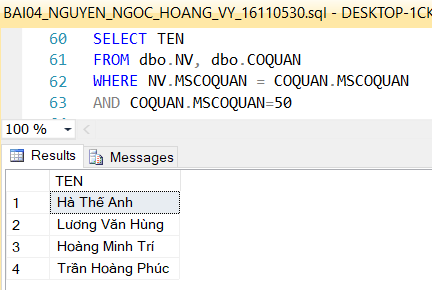 BAI04_NGUYEN_NGOC_HOANG_VY_16110530.sql - DESKTOP-1CK
60 SELECT TEN
61 FROM dbo.NV, dbo.COQUAN
62 WHERE NV.MSCOQUAN = COQUAN.MSCOQUAN
63 AND COQUAN.MSCOQUAN=50
100 %
Results Messages
TEN
1 Hà Thế Anh
2 Lương Văn Hùng
3 Hoàng Minh Trí
4 Trần Hoàng Phúc